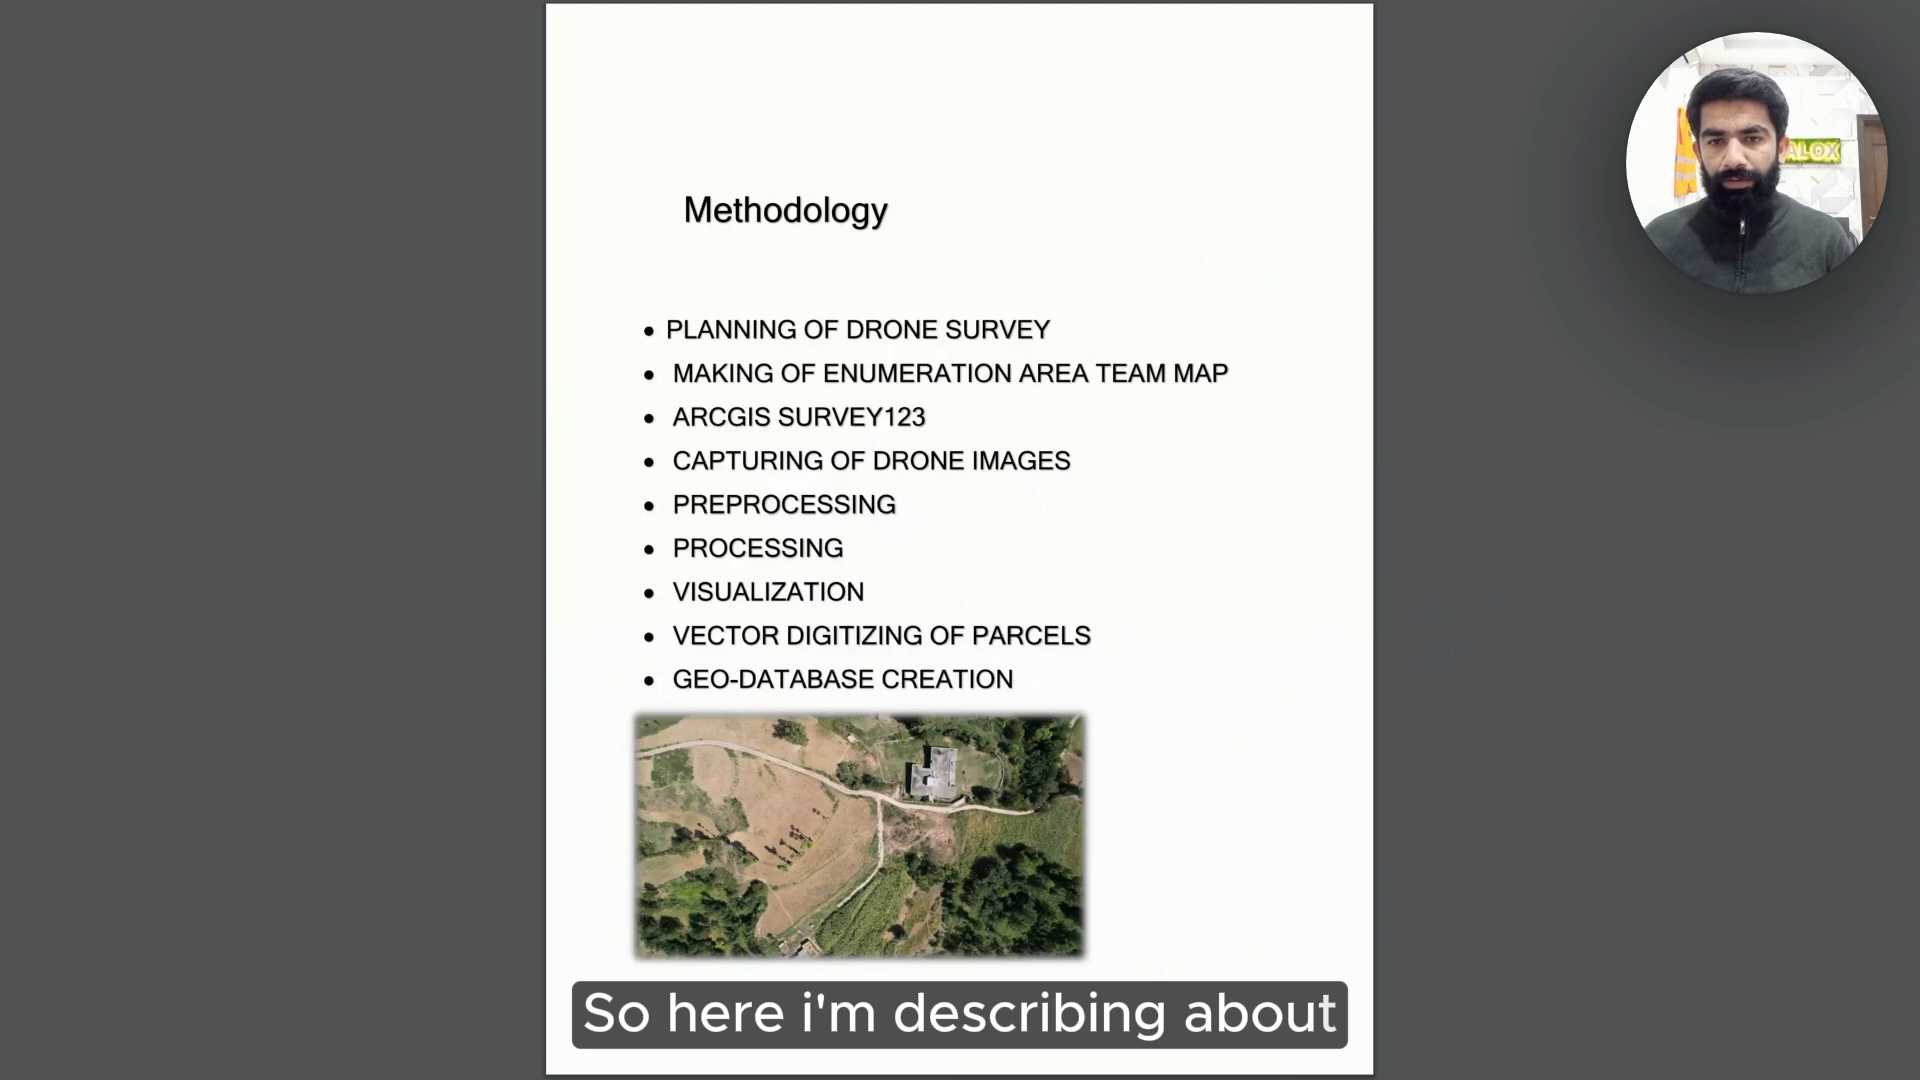 Methodology
• PLANNING OF DRONE SURVEY
• MAKING OF ENUMERATION AREA TEAM MAP
• ARCGIS SURVEY123
• CAPTURING OF DRONE IMAGES
• PREPROCESSING
• PROCESSING
• VISUALIZATION
• VECTOR DIGITIZING OF PARCELS
• GEO-DATABASE CREATION
So here i'm describing about